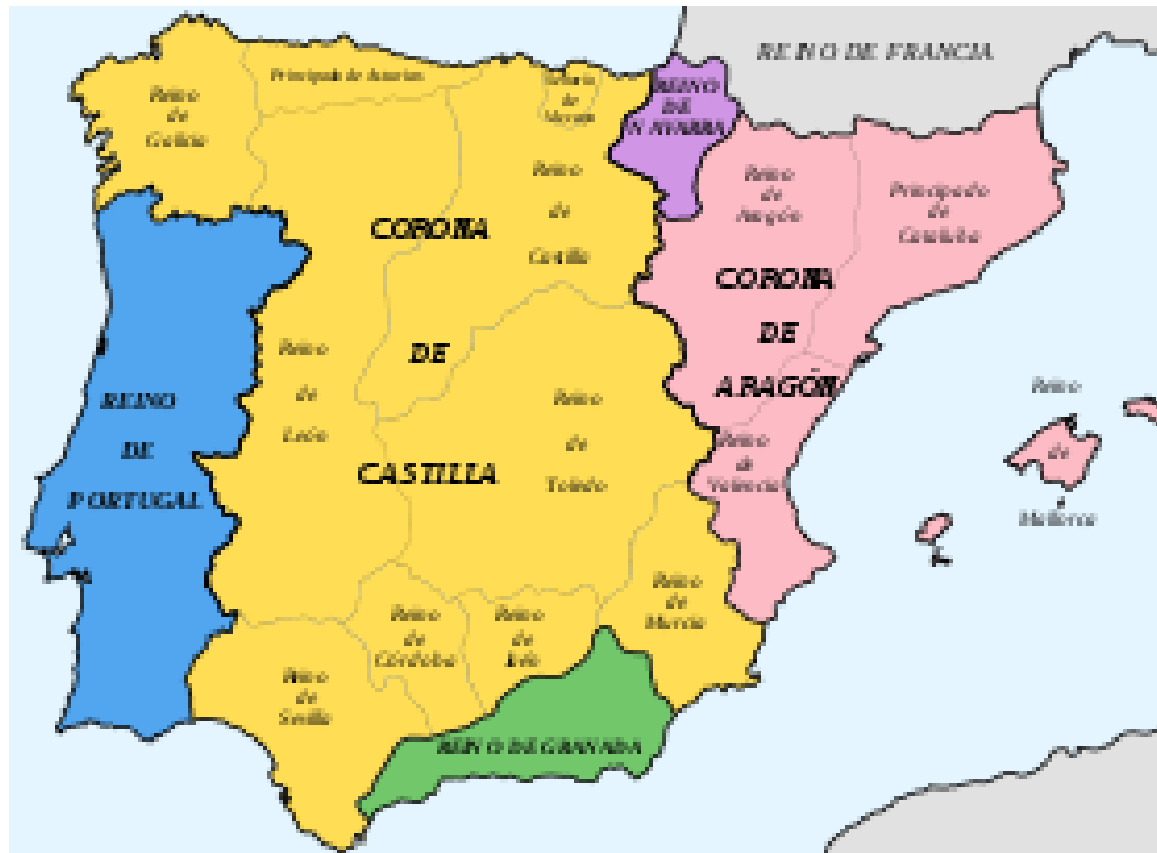 REINO DE FRANCIA
Principado de Asturias
Reino
de
Galicia
Señorío
de
Vizcaya
REINO
DE
NAVARRA
Reino
de
Castilla
Reino
de
Aragón
Principado
de
Cataluña
CORONA
DE
CASTILLA
CORONA
DE
ARAGÓN
Reino
de
León
Reino
de
Toledo
REINO
DE
PORTUGAL
Reino
de
Valencia
Reino
de
Mallorca
Reino
de
Murcia
Reino
de
Córdoba
Reino
de
Jaén
Reino
de
Sevilla
REINO DE GRANADA